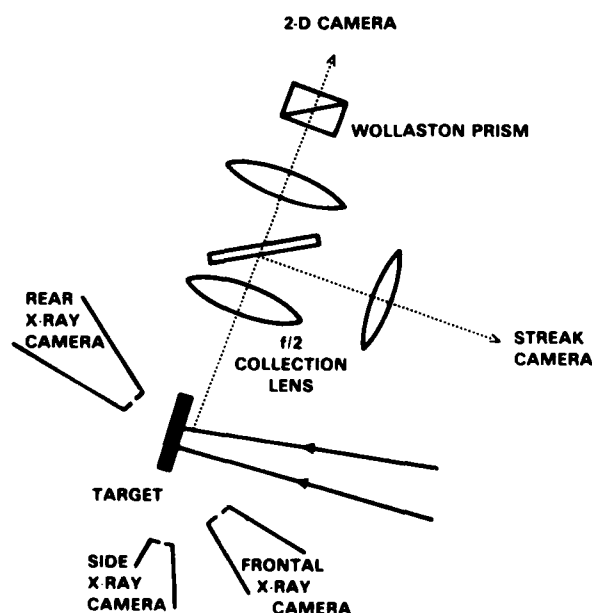 2-D CAMERA
WOLLASTON PRISM
REAR
X-RAY
CAMERA
f/2
COLLECTION
LENS
STREAK
CAMERA
TARGET
SIDE
X-RAY
CAMERA
FRONTAL
X-RAY
CAMERA